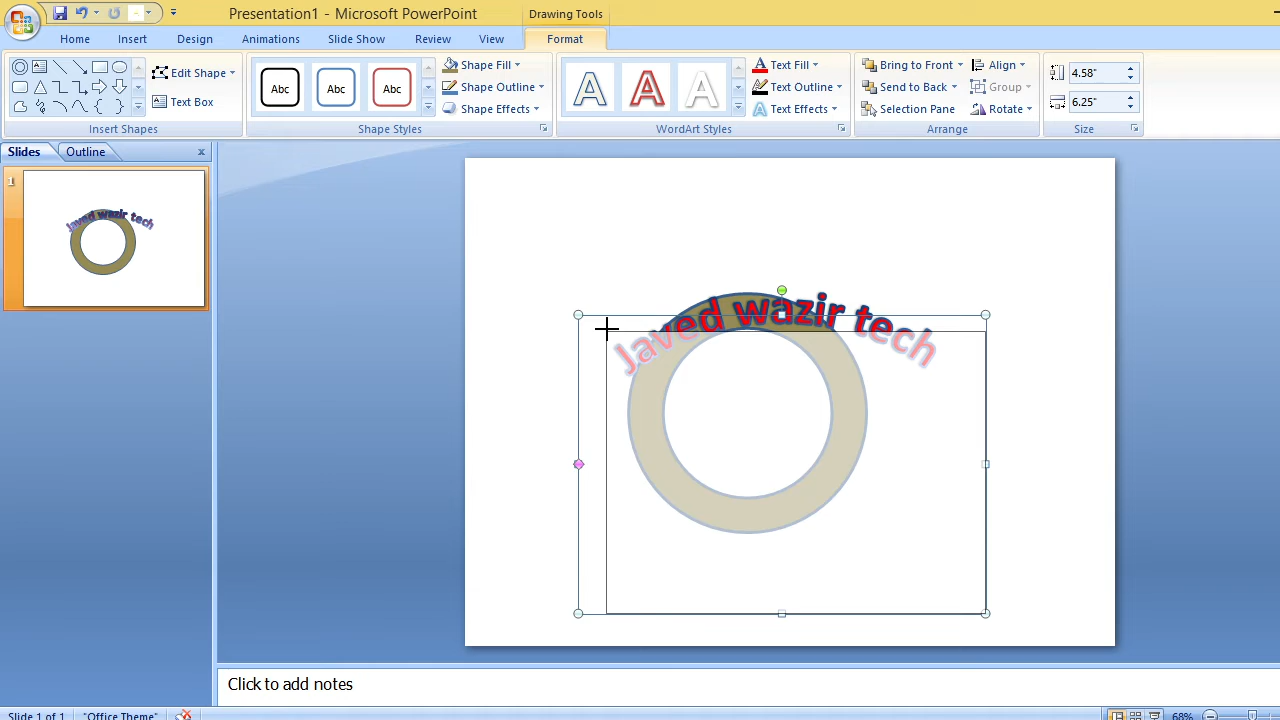 Presentation1 - Microsoft PowerPoint
Drawing Tools
Home
Insert
Design
Animations
Slide Show
Review
View
Format
Edit Shape
Text Box
Insert Shapes
Abc
Abc
Abc
Shape Fill
Shape Outline
Shape Effects
Shape Styles
A
A
A
A Text Fill
Text Outline
A Text Effects
WordArt Styles
Bring to Front
Send to Back
Selection Pane
Align
Group
Rotate
Arrange
4.58"
6.25"
Size
Slides
Outline
x
1
Javed wazir tech
Javed wazir tech
Click to add notes
Slide 1 of 1
"Office Theme"
68%